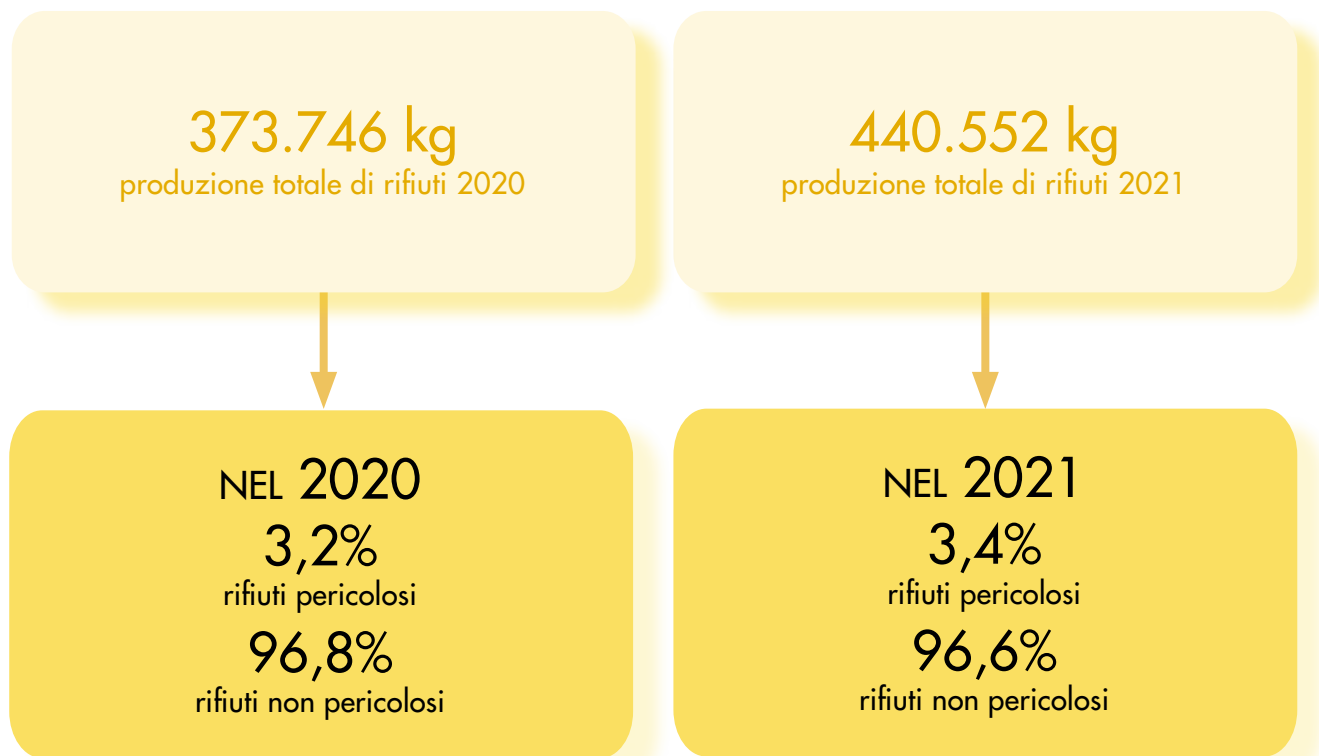 373.746 kg
produzione totale di rifiuti 2020
440.552 kg
produzione totale di rifiuti 2021
NEL 2020
3,2%
rifiuti pericolosi
96,8%
rifiuti non pericolosi
NEL 2021
3,4%
rifiuti pericolosi
96,6%
rifiuti non pericolosi